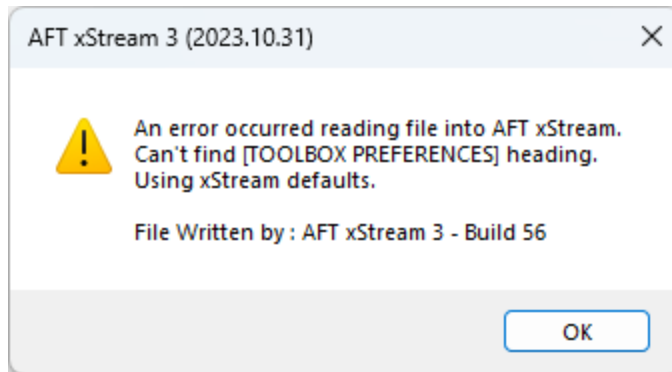 AFT xStream 3 (2023.10.31)
An error occurred reading file into AFT xStream.
Can't find [TOOLBOX PREFERENCES] heading.
Using xStream defaults.
File Written by : AFT xStream 3 - Build 56
OK